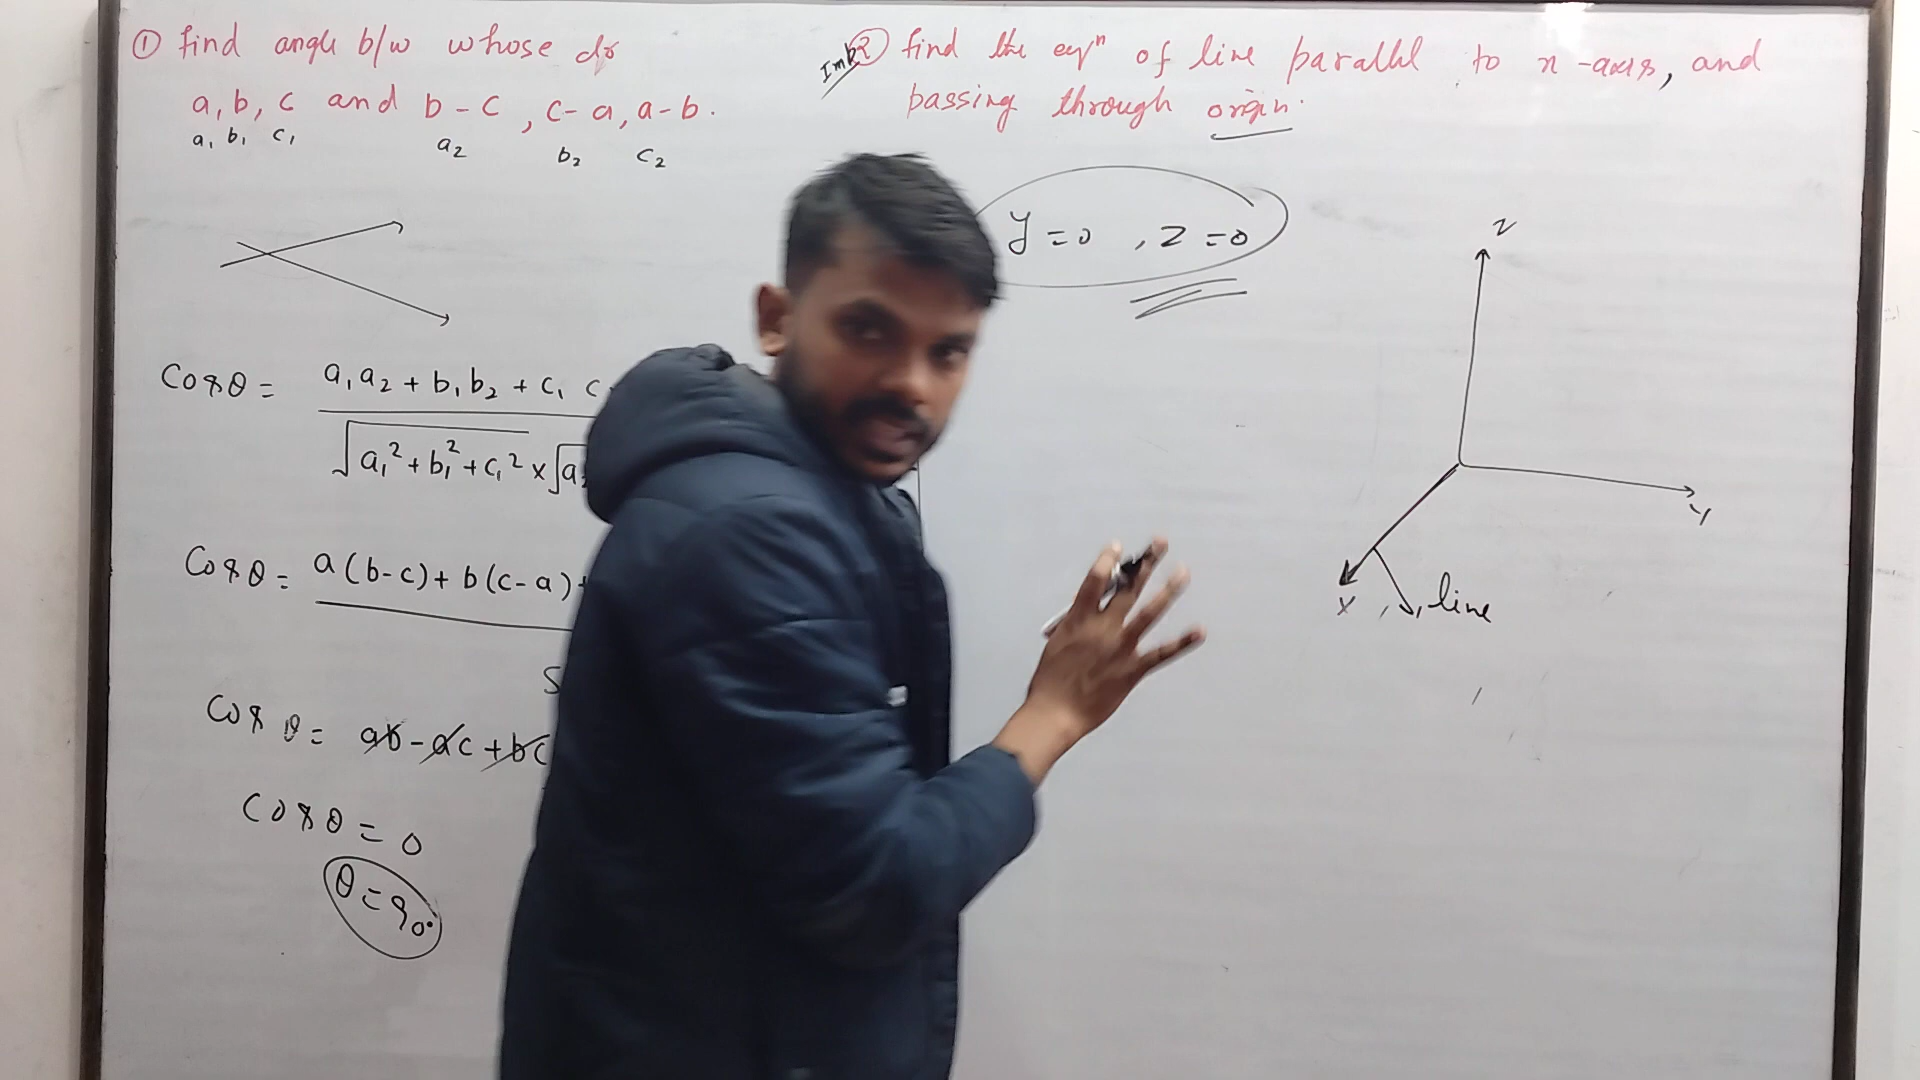 ① find angle b/w whose drs
a, b, c and b-c, c-a, a-b.
a₁ b₁ c₁ a₂ b₂ c₂
Cosθ = a₁a₂ + b₁b₂ + c₁ c
√a₁²+b₁²+c₁² × √a₂
Cosθ = a(b-c)+ b(c-a)+
Cosθ = ab-ac+bc
Cosθ = 0
θ=90°
Imp ② find the eqⁿ of line parallel to x-axis, and
passing through origin.
y=0 , z=0
z
y
x
line